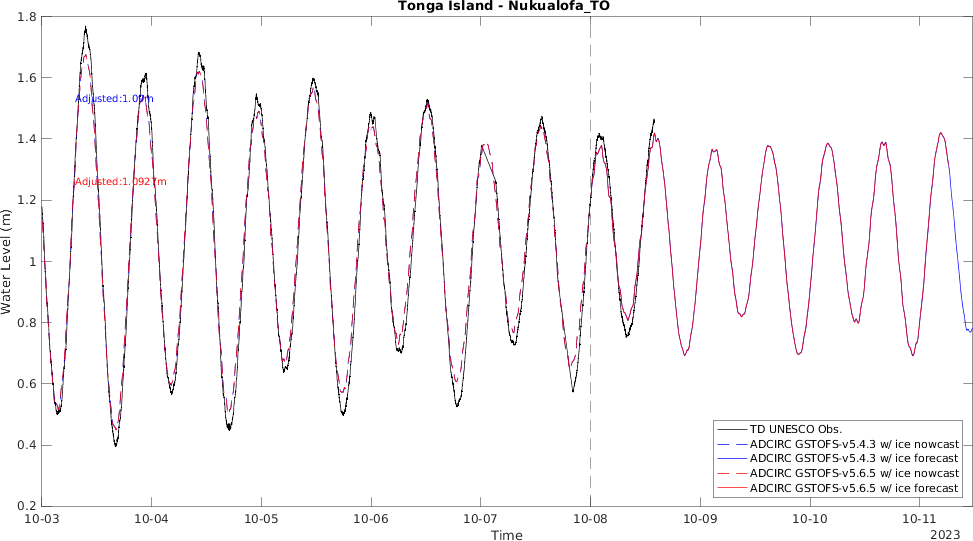 Tonga Island - Nukualofa_TO
1.8
1.6
1.4
1.2
1
0.8
0.6
0.4
0.2
Water Level (m)
Adjusted:1.09m
Adjusted:1.0927m
TD UNESCO Obs.
ADCIRC GSTOFS-v5.4.3 w/ ice nowcast
ADCIRC GSTOFS-v5.4.3 w/ ice forecast
ADCIRC GSTOFS-v5.6.5 w/ ice nowcast
ADCIRC GSTOFS-v5.6.5 w/ ice forecast
10-03 10-04 10-05 10-06 10-07 10-08 10-09 10-10 10-11
Time
2023